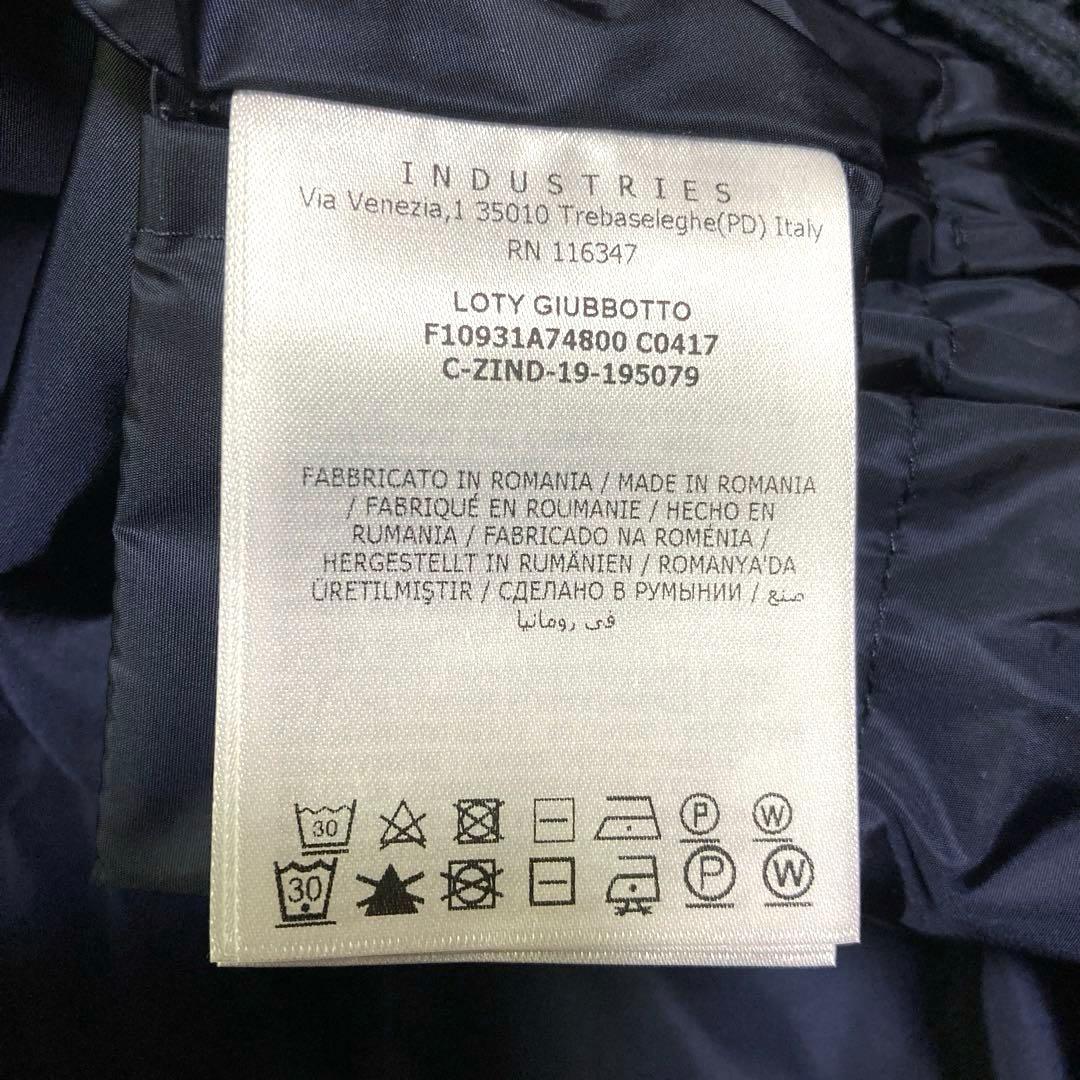 INDUSTRIES
Via Venezia,1 35010 Trebaseleghe(PD) Italy
RN 116347
LOTY GIUBBOTTO
F10931A74800 C0417
C-ZIND-19-195079
FABBRICATO IN ROMANIA / MADE IN ROMANIA
/ FABRIQUÉ EN ROUMANIE / HECHO EN
RUMANIA / FABRICADO NA ROMÉNIA /
HERGESTELLT IN RUMÄNIEN / ROMANYA'DA
ÜRETILMIŞTIR / СДЕЛАНО В РУМЫНИИ / صنع
في رومانيا
30 P W
30 P W